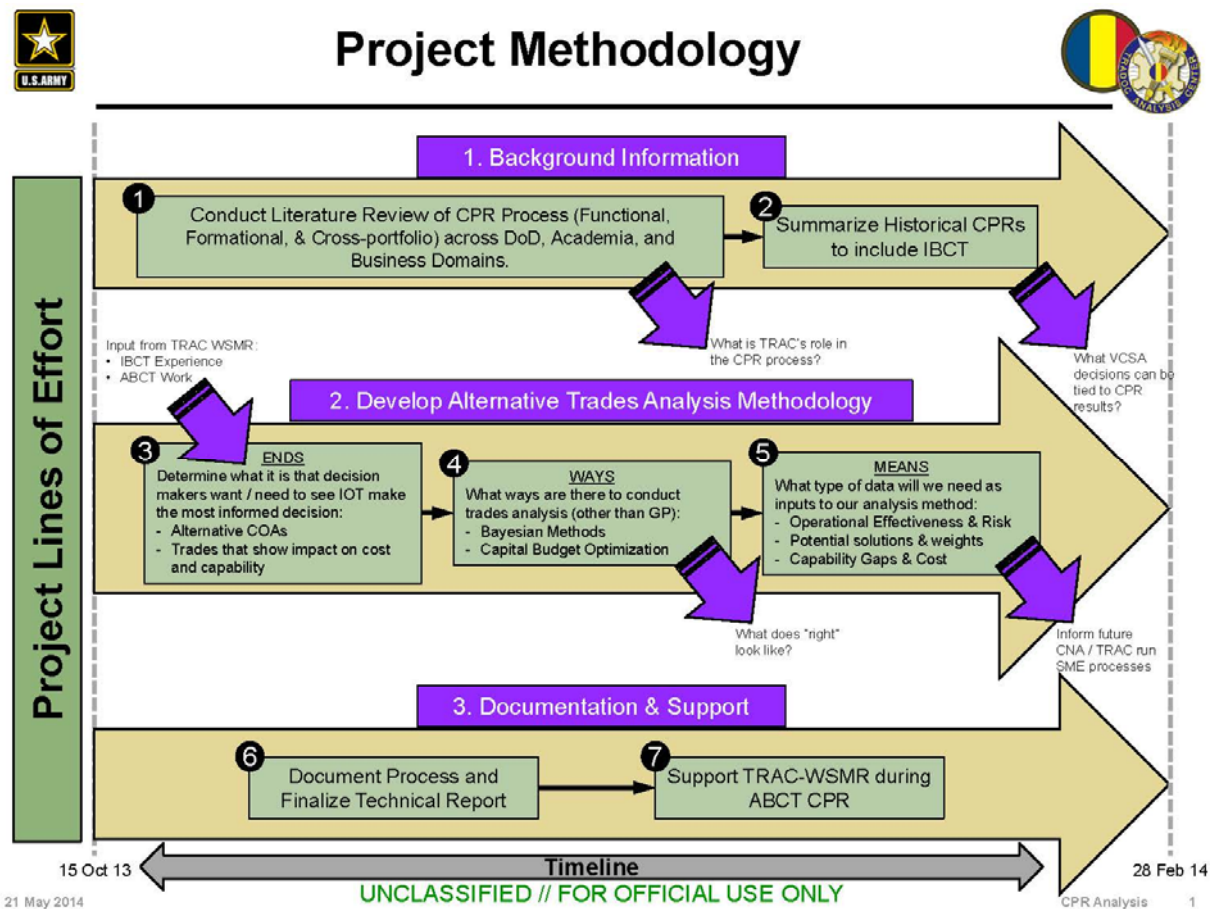 Project Methodology
U.S.ARMY
TRADOC ANALYSIS CENTER
Project Lines of Effort
1. Background Information
1
Conduct Literature Review of CPR Process (Functional,
Formational, & Cross-portfolio) across DoD, Academia, and
Business Domains.
2
Summarize Historical CPRs
to include IBCT
Input from TRAC WSMR:
• IBCT Experience
• ABCT Work
What is TRAC's role in
the CPR process?
What VCSA
decisions can be
tied to CPR
results?
2. Develop Alternative Trades Analysis Methodology
3
ENDS
Determine what it is that decision
makers want / need to see IOT make
the most informed decision:
- Alternative COAs
- Trades that show impact on cost
and capability
4
WAYS
What ways are there to conduct
trades analysis (other than GP):
- Bayesian Methods
- Capital Budget Optimization
5
MEANS
What type of data will we need as
inputs to our analysis method:
- Operational Effectiveness & Risk
- Potential solutions & weights
- Capability Gaps & Cost
What does "right"
look like?
Inform future
CNA / TRAC run
SME processes
3. Documentation & Support
6
Document Process and
Finalize Technical Report
7
Support TRAC-WSMR during
ABCT CPR
15 Oct 13
Timeline
28 Feb 14
UNCLASSIFIED // FOR OFFICIAL USE ONLY
21 May 2014
CPR Analysis 1